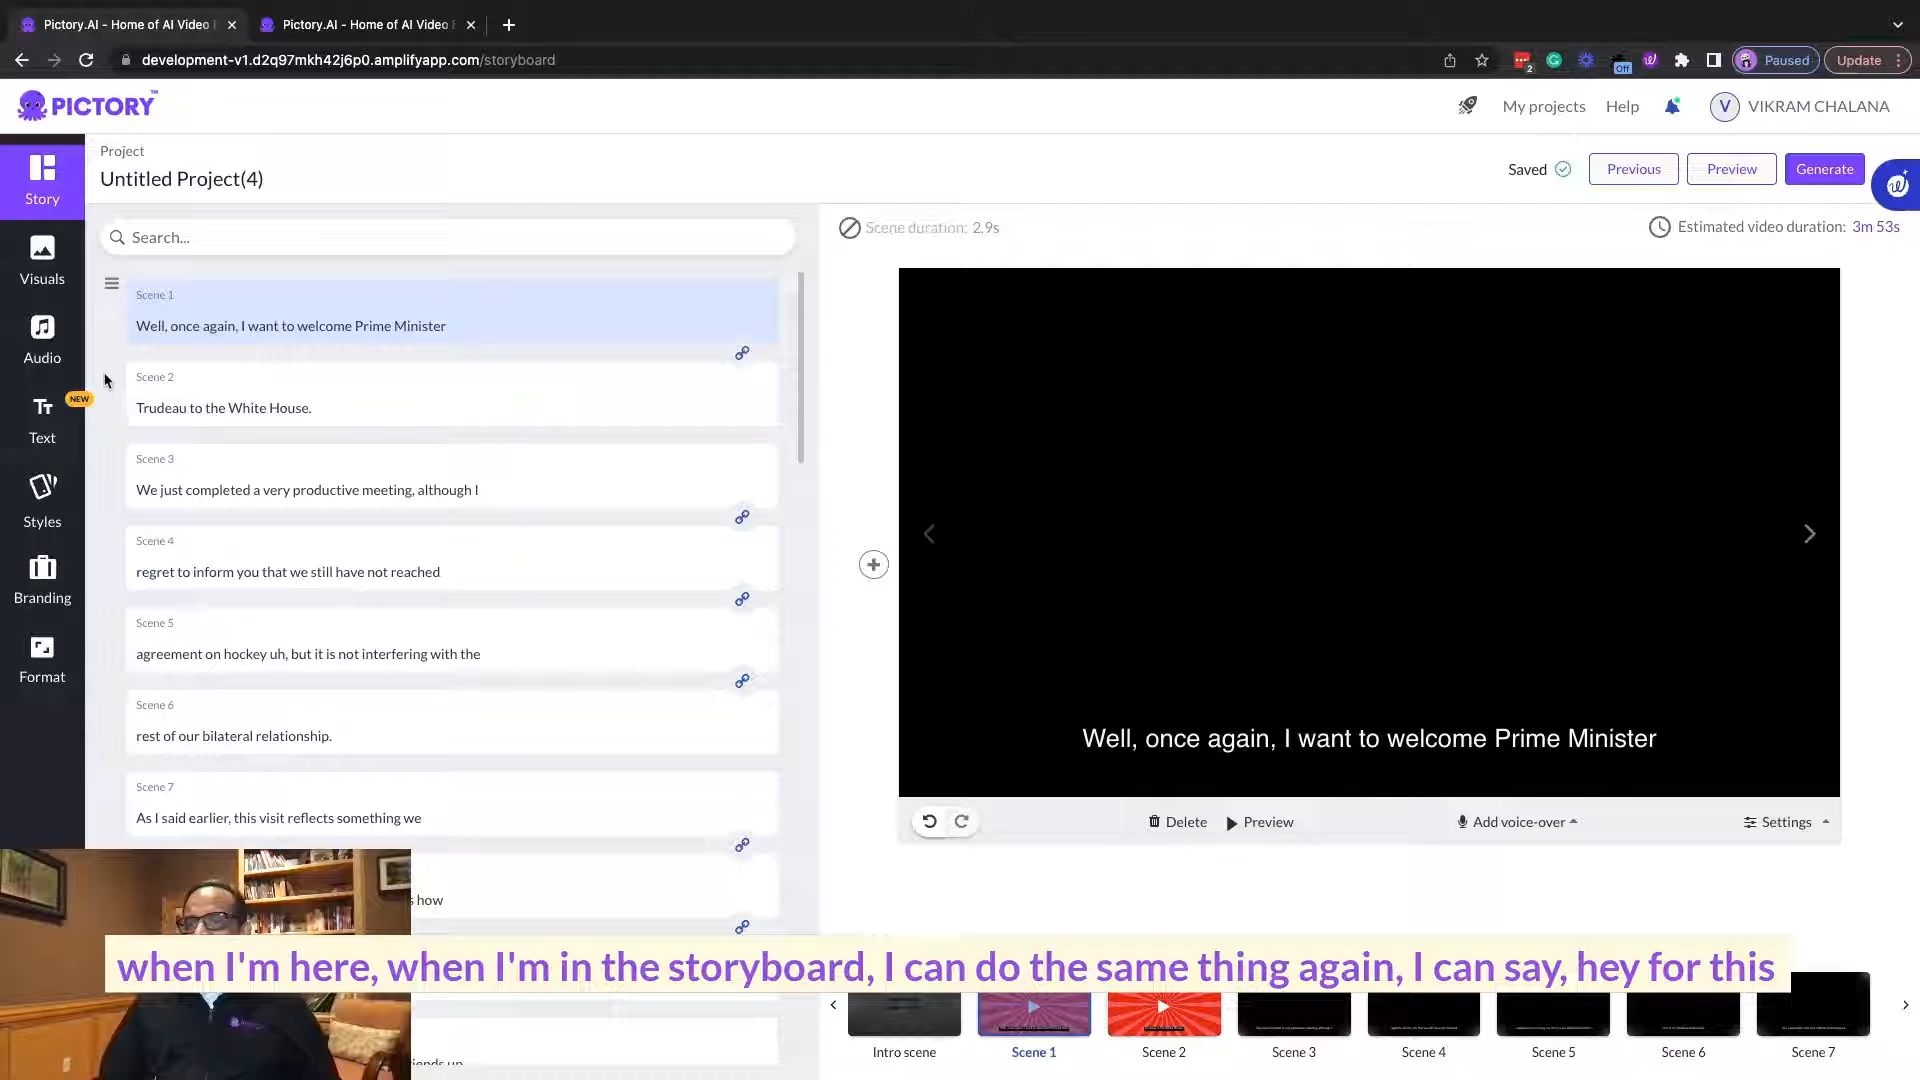 Pictory.AI - Home of AI Video
Pictory.AI - Home of AI Video
development-v1.d2q97mkh42j6p0.amplifyapp.com/storyboard
2
Off
Paused
Update
PICTORY
My projects
Help
V
VIKRAM CHALANA
Project
Untitled Project(4)
Saved
Previous
Preview
Generate
Story
Visuals
Audio
NEW
Text
Styles
Branding
Format
Search...
Scene duration: 2.9s
Estimated video duration: 3m 53s
Scene 1
Well, once again, I want to welcome Prime Minister
Scene 2
Trudeau to the White House.
Scene 3
We just completed a very productive meeting, although I
Scene 4
regret to inform you that we still have not reached
Scene 5
agreement on hockey uh, but it is not interfering with the
Scene 6
rest of our bilateral relationship.
Scene 7
As I said earlier, this visit reflects something we
how
Well, once again, I want to welcome Prime Minister
Delete
Preview
Add voice-over
Settings
when I'm here, when I'm in the storyboard, I can do the same thing again, I can say, hey for this
Intro scene
Scene 1
Scene 2
Scene 3
Scene 4
Scene 5
Scene 6
Scene 7